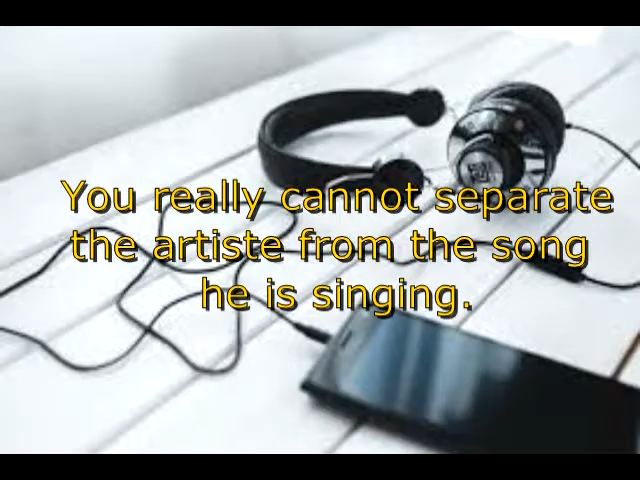 You really cannot separate
the artiste from the song
he is singing.